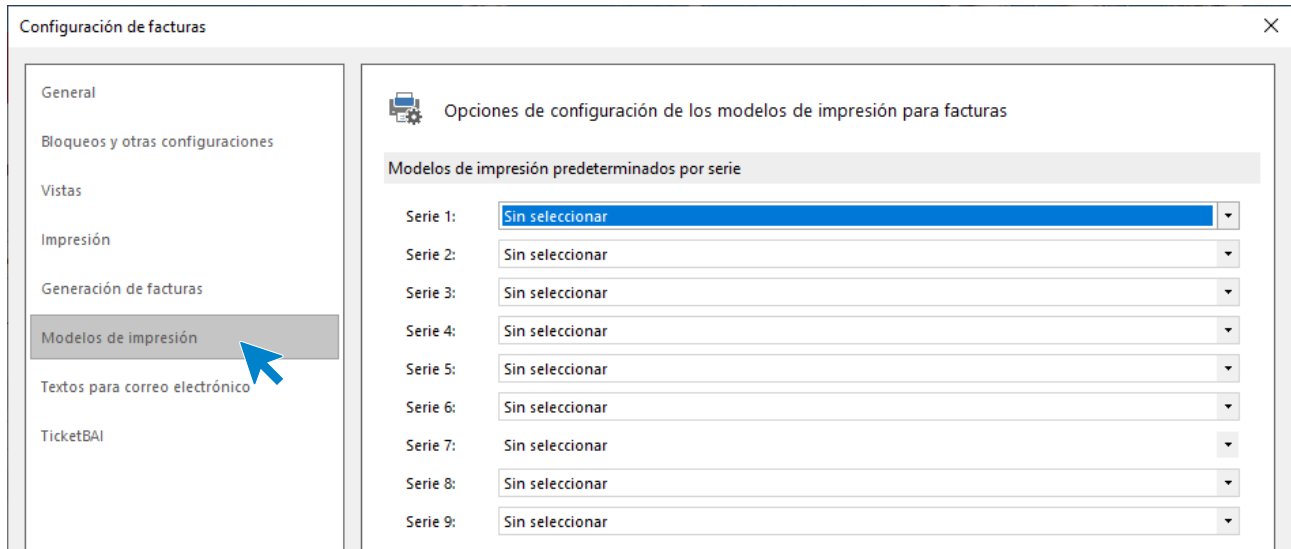 Configuración de facturas
General
Bloqueos y otras configuraciones
Vistas
Impresión
Generación de facturas
Modelos de impresión
Textos para correo electrónico
TicketBAI
Opciones de configuración de los modelos de impresión para facturas
Modelos de impresión predeterminados por serie
Serie 1: Sin seleccionar
Serie 2: Sin seleccionar
Serie 3: Sin seleccionar
Serie 4: Sin seleccionar
Serie 5: Sin seleccionar
Serie 6: Sin seleccionar
Serie 7: Sin seleccionar
Serie 8: Sin seleccionar
Serie 9: Sin seleccionar